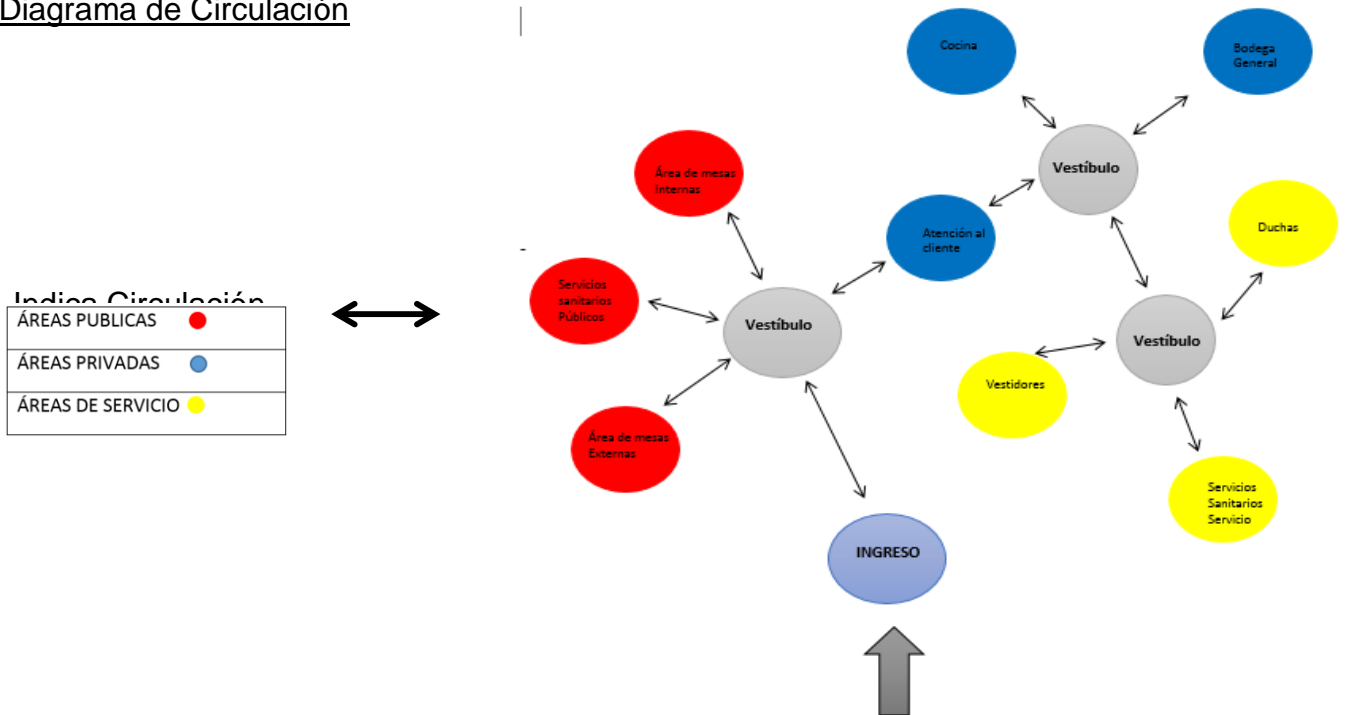 Diagrama de Circulación
Indica Circulación
ÁREAS PUBLICAS
ÁREAS PRIVADAS
ÁREAS DE SERVICIO
Cocina
Bodega
General
Vestíbulo
Área de mesas
Internas
Atención al
cliente
Duchas
Servicios
sanitarios
Públicos
Vestíbulo
Vestíbulo
Vestidores
Área de mesas
Externas
Servicios
Sanitarios
Servicio
INGRESO